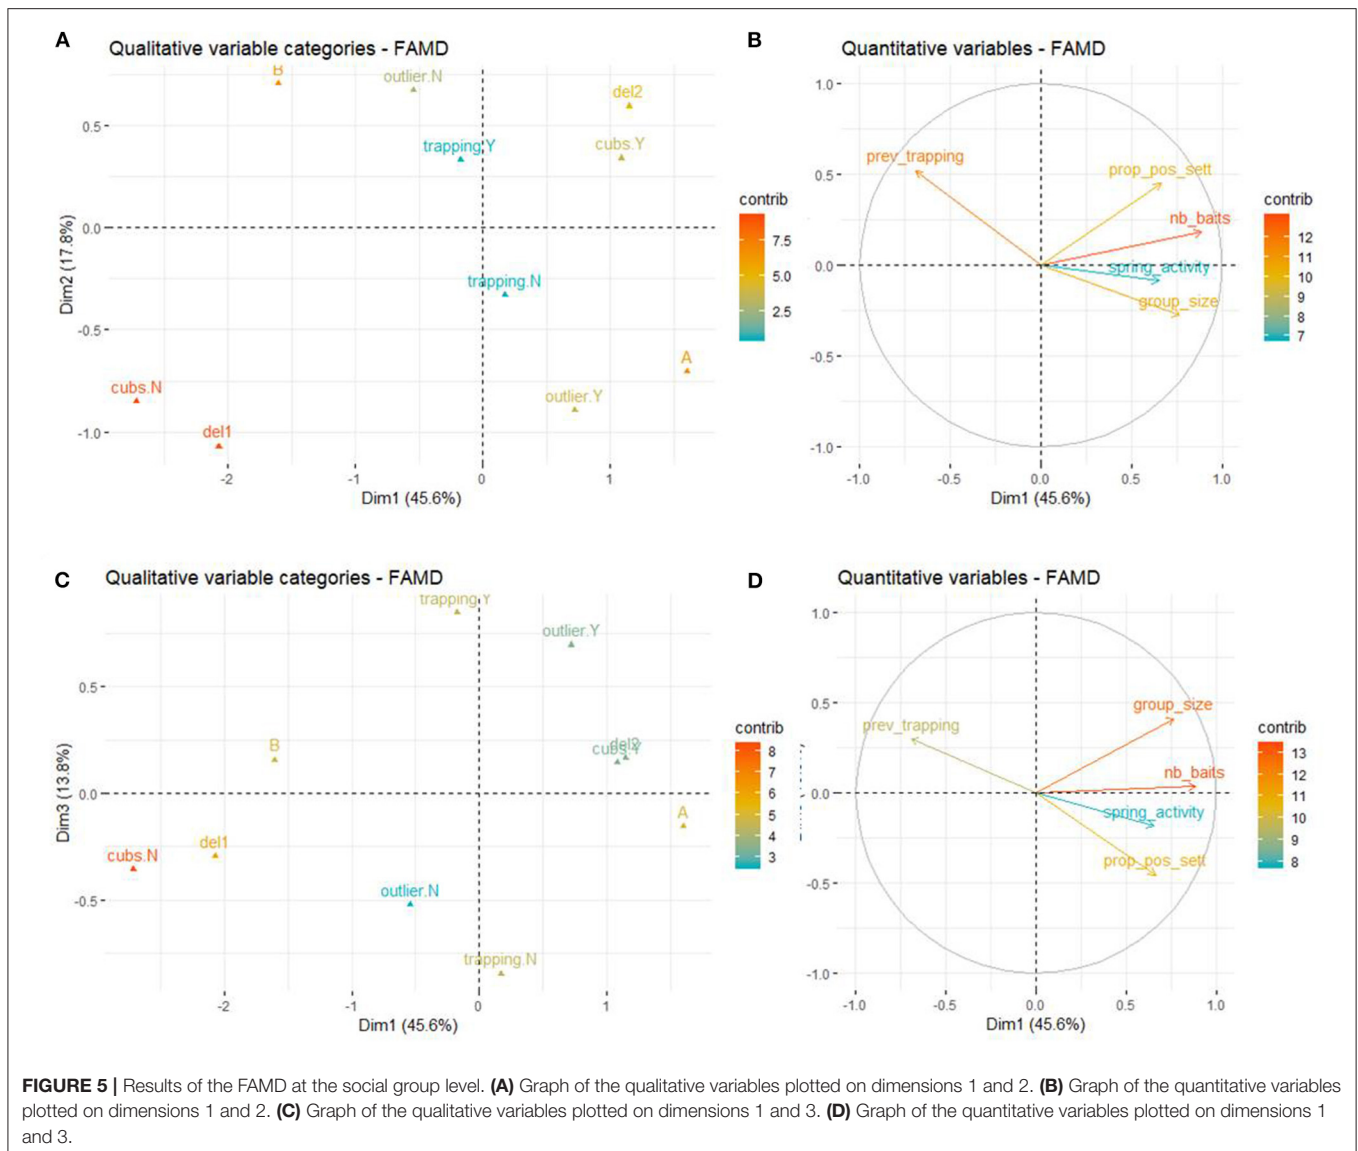 A
Qualitative variable categories - FAMD
B
outlier.N
del2
trapping.Y
cubs.Y
trapping.N
A
outlier.Y
cubs.N
del1
0.5
0.0
-0.5
-1.0
-2
-1
0
1
Dim1 (45.6%)
Dim2 (17.8%)
contrib
7.5
5.0
2.5
B
Quantitative variables - FAMD
prev_trapping
prop_pos_sett
nb_baits
spring_activity
group_size
1.0
0.5
0.0
-0.5
-1.0
-1.0
-0.5
0.0
0.5
1.0
Dim1 (45.6%)
contrib
12
11
10
9
8
7
C
Qualitative variable categories - FAMD
trapping.Y
outlier.Y
B
del2
cubs.Y
A
del1
cubs.N
outlier.N
trapping.N
0.5
0.0
-0.5
-2
-1
0
1
Dim1 (45.6%)
Dim3 (13.8%)
contrib
8
7
6
5
4
3
D
Quantitative variables - FAMD
group_size
prev_trapping
nb_baits
spring_activity
prop_pos_sett
1.0
0.5
0.0
-0.5
-1.0
-1.0
-0.5
0.0
0.5
1.0
Dim1 (45.6%)
contrib
13
12
11
10
9
8
FIGURE 5 | Results of the FAMD at the social group level. (A) Graph of the qualitative variables plotted on dimensions 1 and 2. (B) Graph of the quantitative variables
plotted on dimensions 1 and 2. (C) Graph of the qualitative variables plotted on dimensions 1 and 3. (D) Graph of the quantitative variables plotted on dimensions 1
and 3.